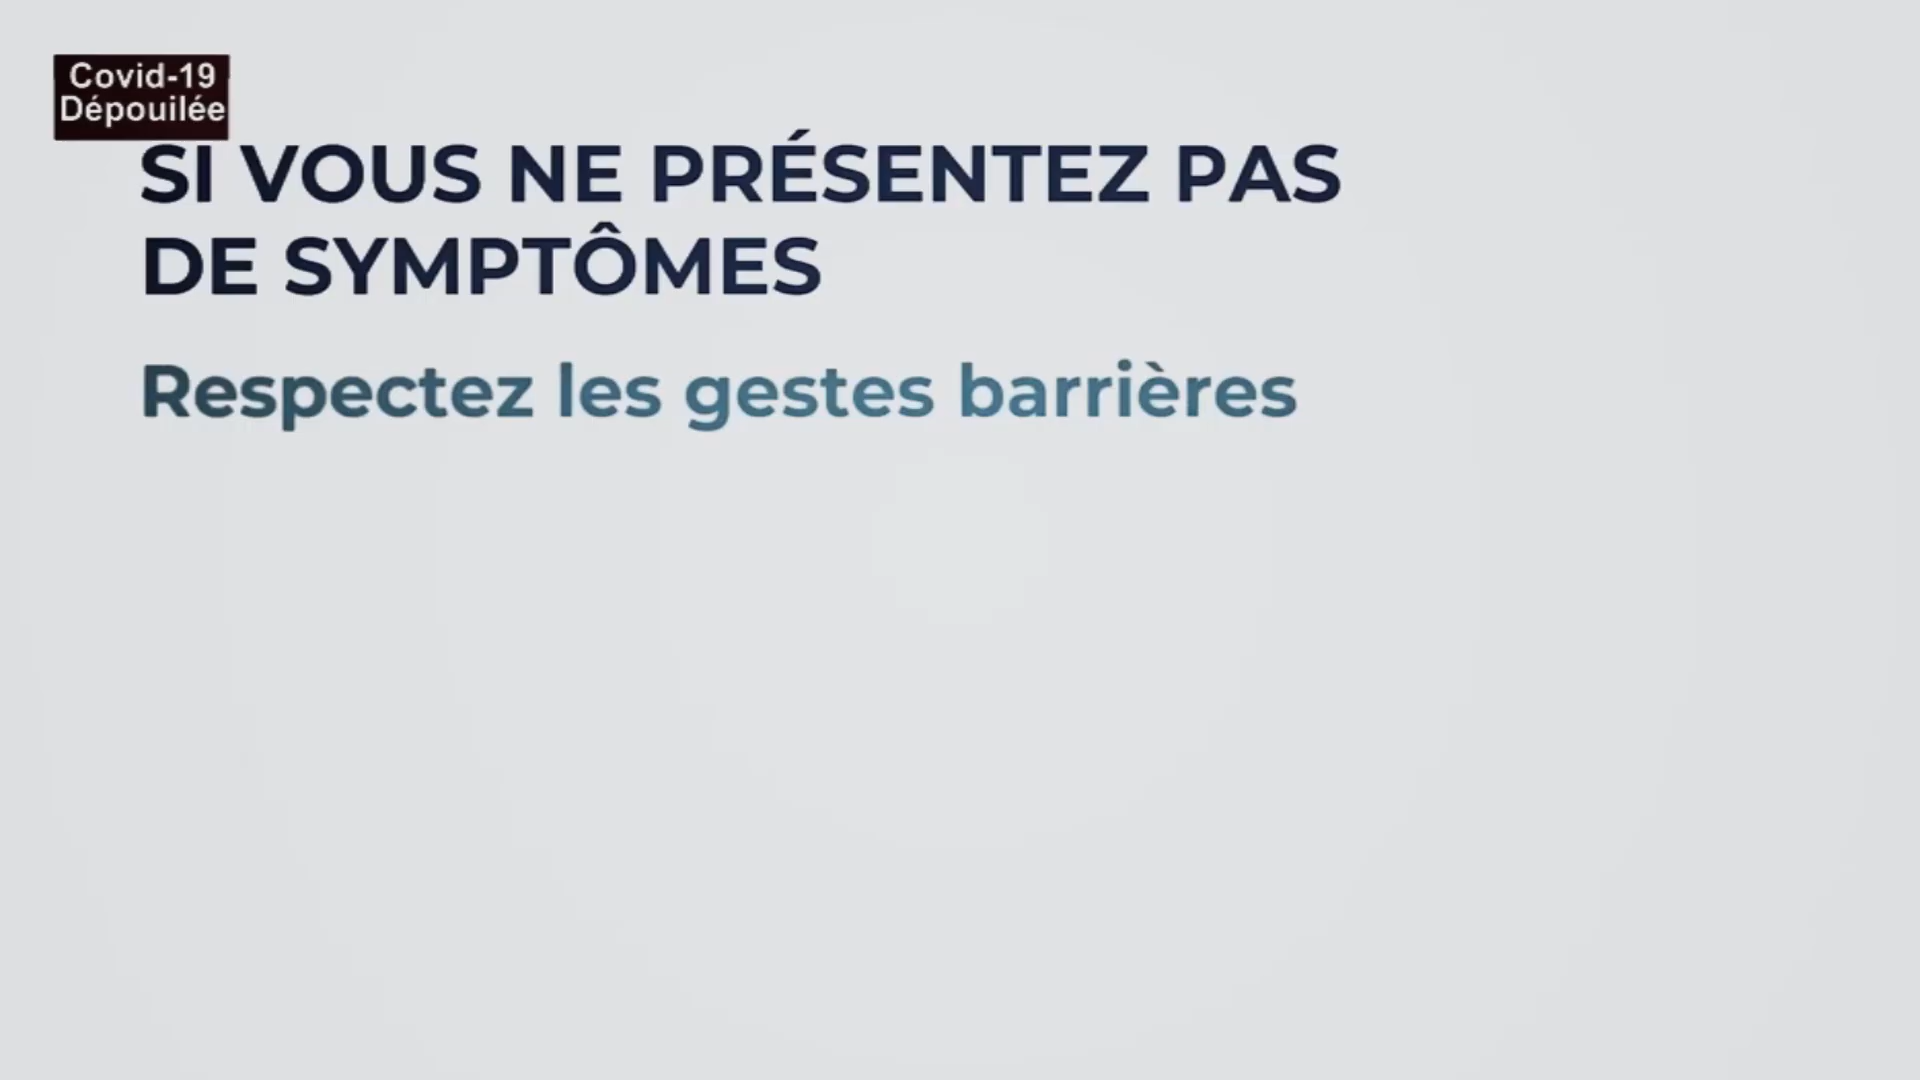 Covid-19
Dépouilée
SI VOUS NE PRÉSENTEZ PAS
DE SYMPTÔMES
Respectez les gestes barrières